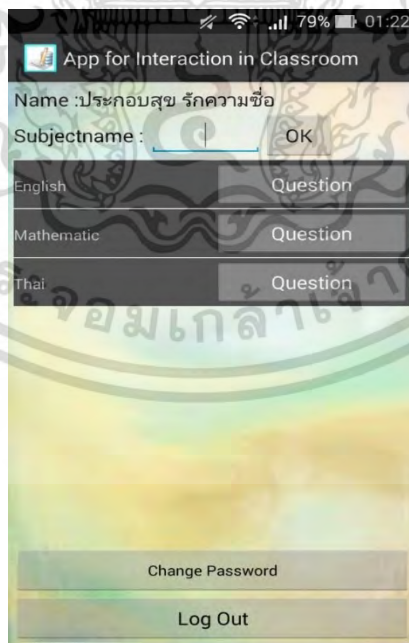 79% 01:22
App for Interaction in Classroom
Name :ประกอบสุข รักความซื่อ
Subjectname : OK
English Question
Mathematic Question
Thai Question
Change Password
Log Out